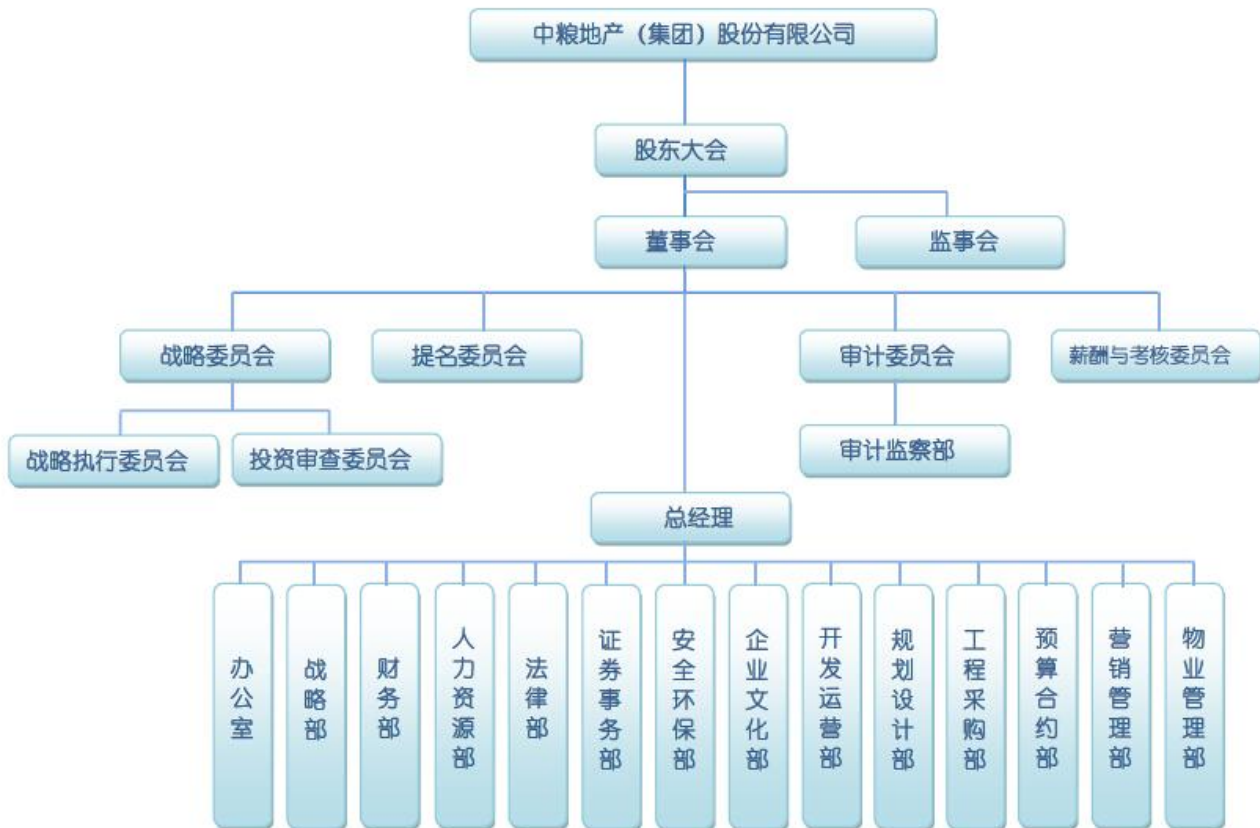 中粮地产（集团）股份有限公司
股东大会
董事会
监事会
战略委员会
提名委员会
审计委员会
薪酬与考核委员会
战略执行委员会
投资审查委员会
审计监察部
总经理
办公室
战略部
财务部
人力资源部
法律部
证券事务部
安全环保部
企业文化部
开发运营部
规划设计部
工程采购部
预算合约部
营销管理部
物业管理部